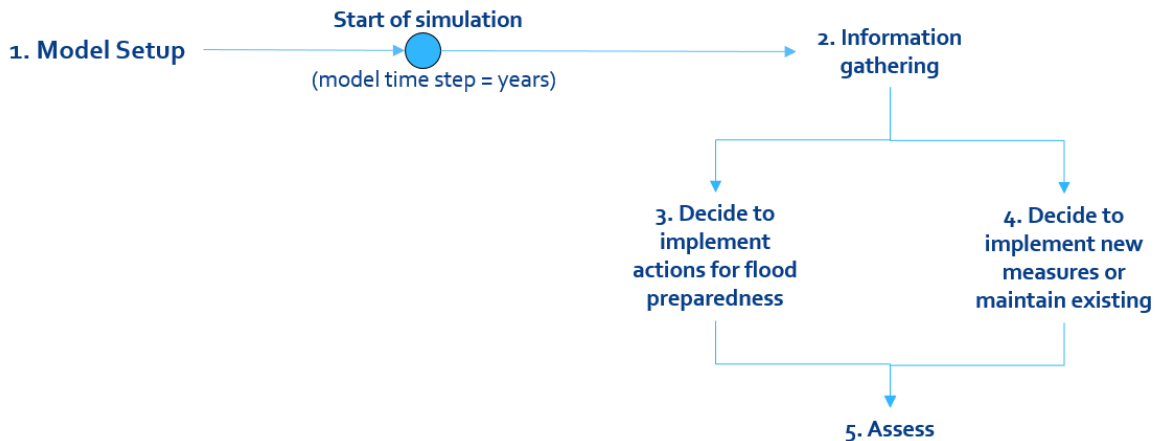 Start of simulation
1. Model Setup
(model time step = years)
2. Information
gathering
3. Decide to
implement
actions for flood
preparedness
4. Decide to
implement new
measures or
maintain existing
5. Assess